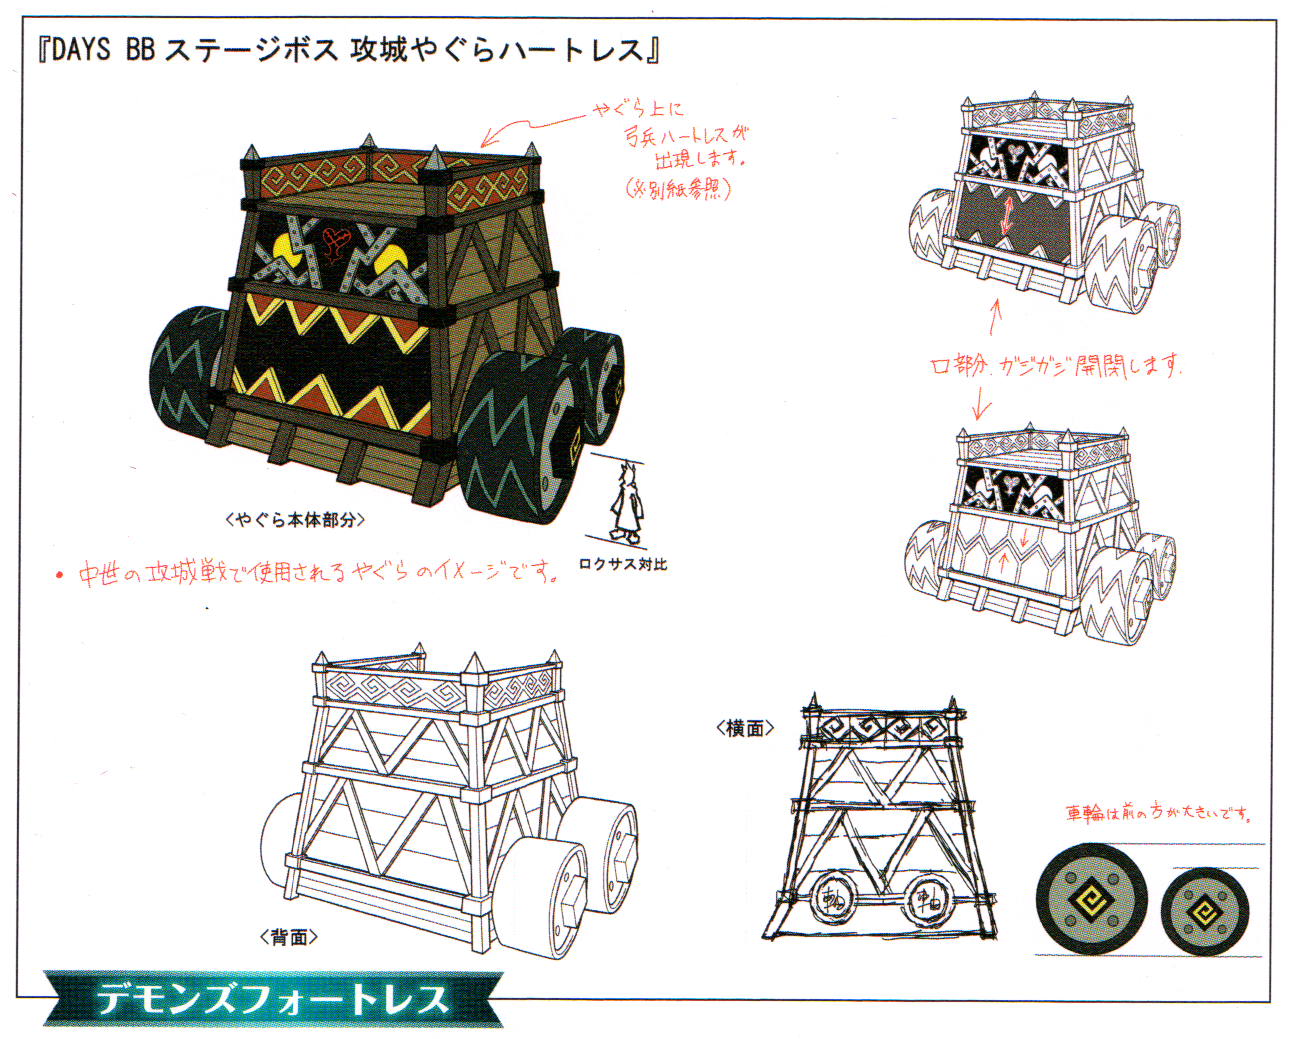 『DAYS BB ステージボス 攻城やぐらハートレス』
やぐら上に
弓兵ハートレスが
出現します。
(※別紙参照)
口部分、ガジガジ開閉します。
<やぐら本体部分>
ロクサス対比
• 中世の攻城戦で使用されるやぐらのイメージです。
<横面>
車輪は前の方が大きいです。
車軸
車軸
<背面>
デモンズフォートレス